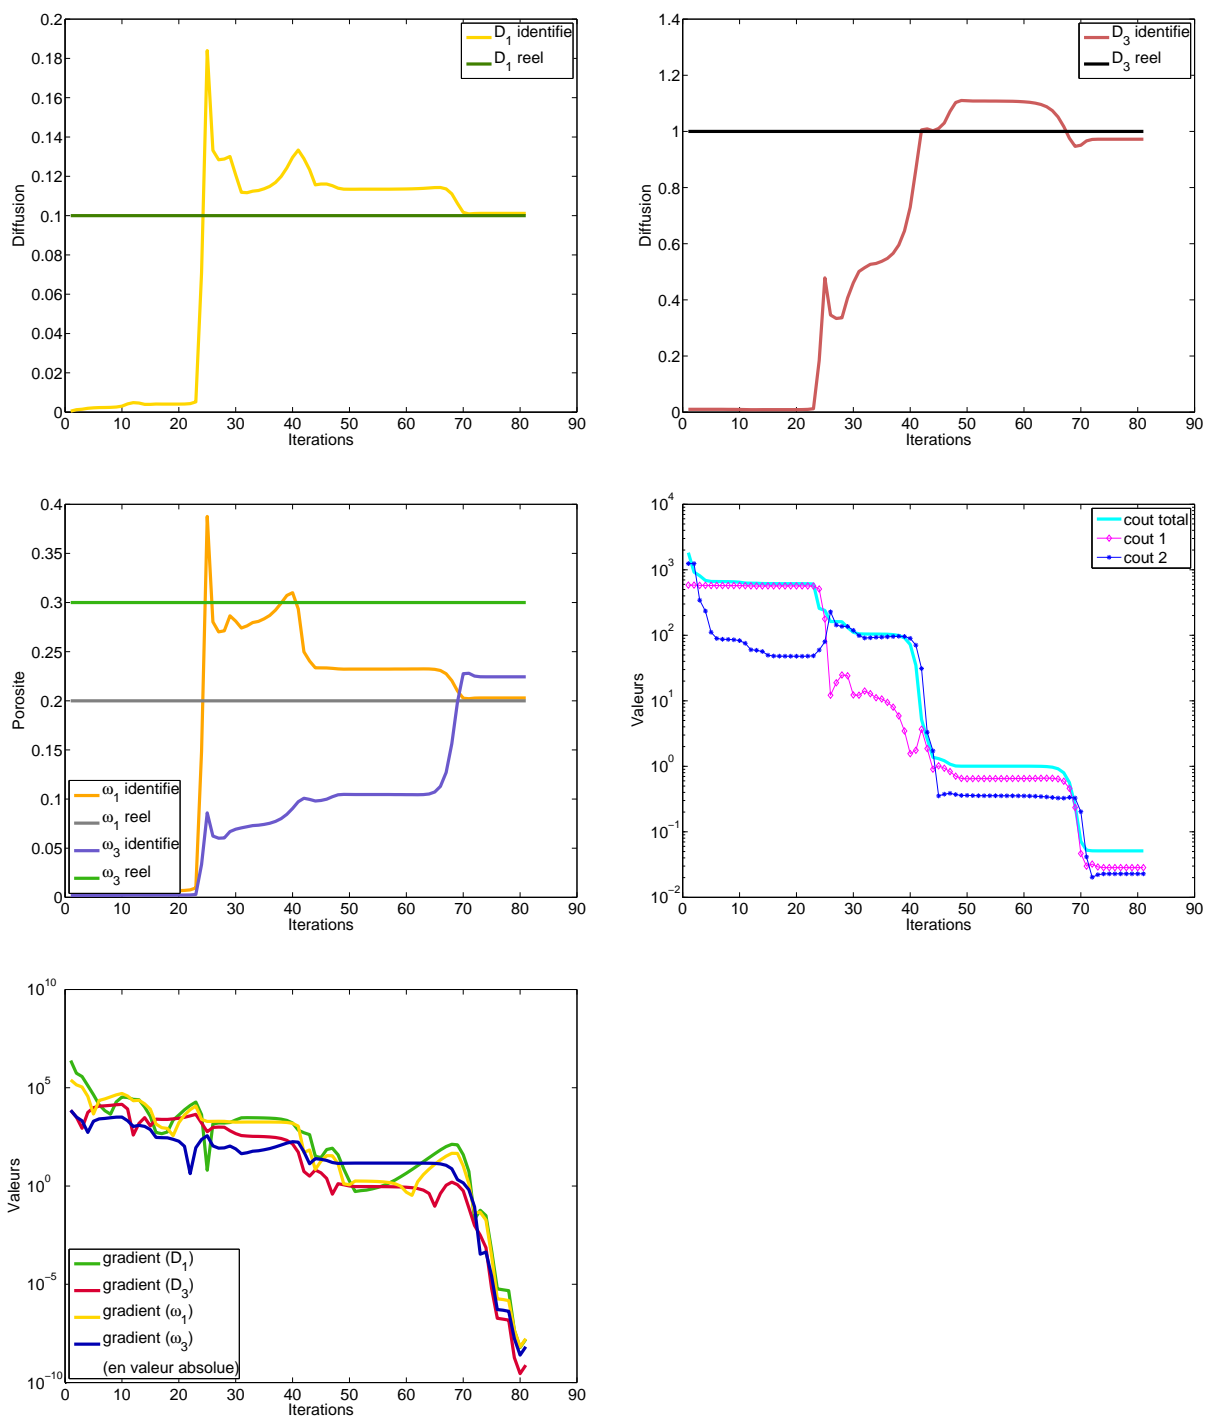 0.2
0.18
0.16
0.14
0.12
0.1
0.08
0.06
0.04
0.02
0
Diffusion
D1 identifie
D1 reel
0 10 20 30 40 50 60 70 80 90
Iterations
1.4
1.2
1
0.8
0.6
0.4
0.2
0
Diffusion
D3 identifie
D3 reel
0 10 20 30 40 50 60 70 80 90
Iterations
0.4
0.35
0.3
0.25
0.2
0.15
0.1
0.05
0
Porosite
ω1 identifie
ω1 reel
ω3 identifie
ω3 reel
0 10 20 30 40 50 60 70 80 90
Iterations
10^4
10^3
10^2
10^1
10^0
10^−1
10^−2
Valeurs
cout total
cout 1
cout 2
0 10 20 30 40 50 60 70 80 90
Iterations
10^10
10^5
10^0
10^−5
10^−10
Valeurs
gradient (D1)
gradient (D3)
gradient (ω1)
gradient (ω3)
(en valeur absolue)
0 10 20 30 40 50 60 70 80 90
Iterations